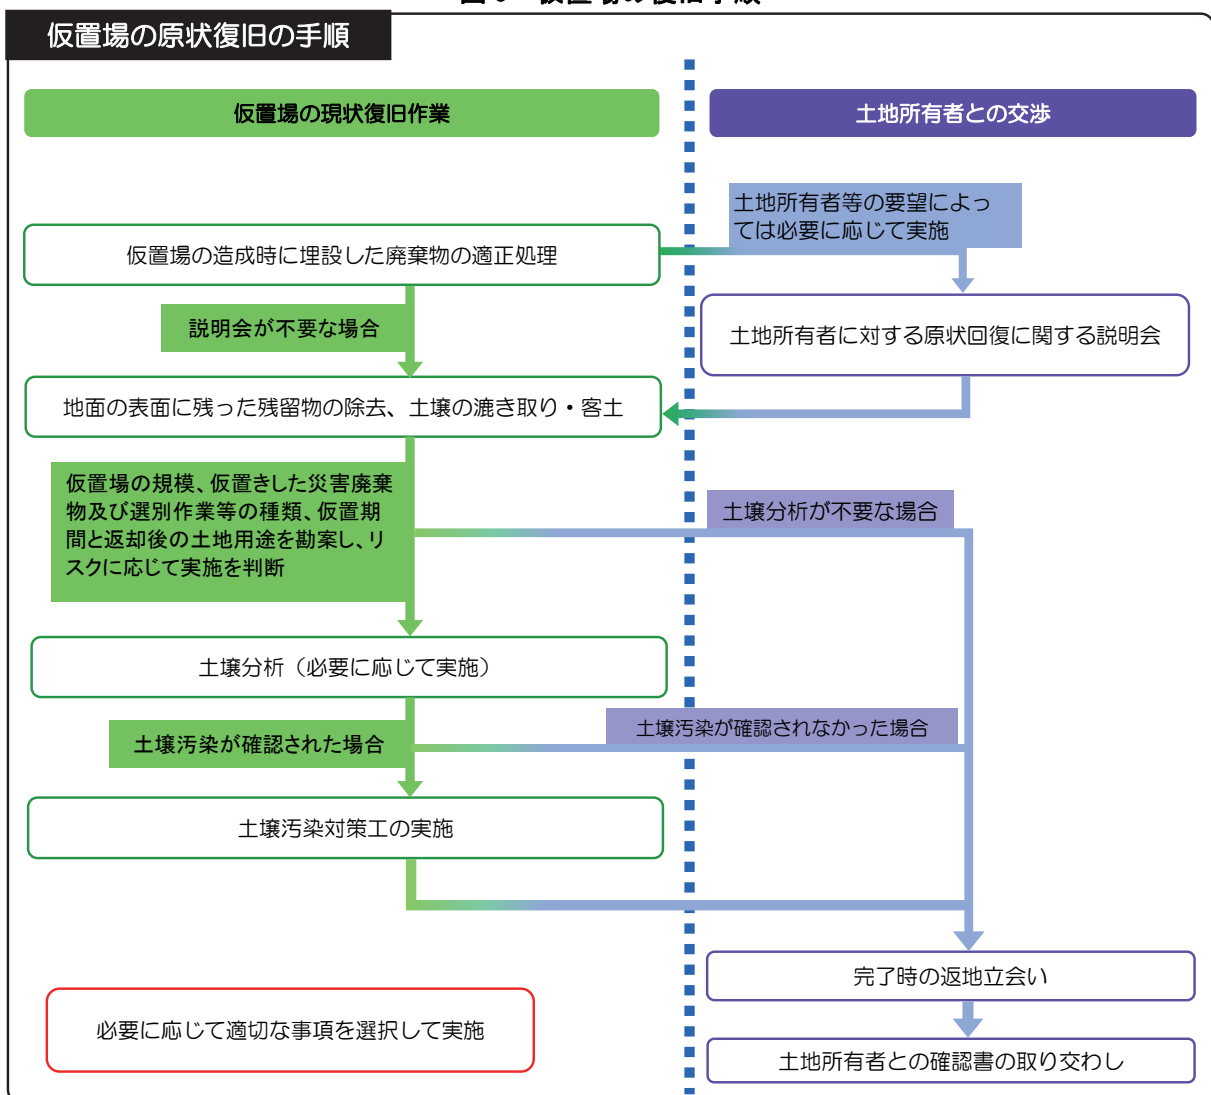 仮置場の原状復旧の手順
仮置場の現状復旧作業
土地所有者との交渉
土地所有者等の要望によっ
ては必要に応じて実施
仮置場の造成時に埋設した廃棄物の適正処理
説明会が不要な場合
土地所有者に対する原状回復に関する説明会
地面の表面に残った残留物の除去、土壌の漉き取り・客土
仮置場の規模、仮置きした災害廃棄
物及び選別作業等の種類、仮置期
間と返却後の土地用途を勘案し、リ
スクに応じて実施を判断
土壌分析が不要な場合
土壌分析（必要に応じて実施）
土壌汚染が確認された場合
土壌汚染が確認されなかった場合
土壌汚染対策工の実施
完了時の返地立会い
必要に応じて適切な事項を選択して実施
土地所有者との確認書の取り交わし